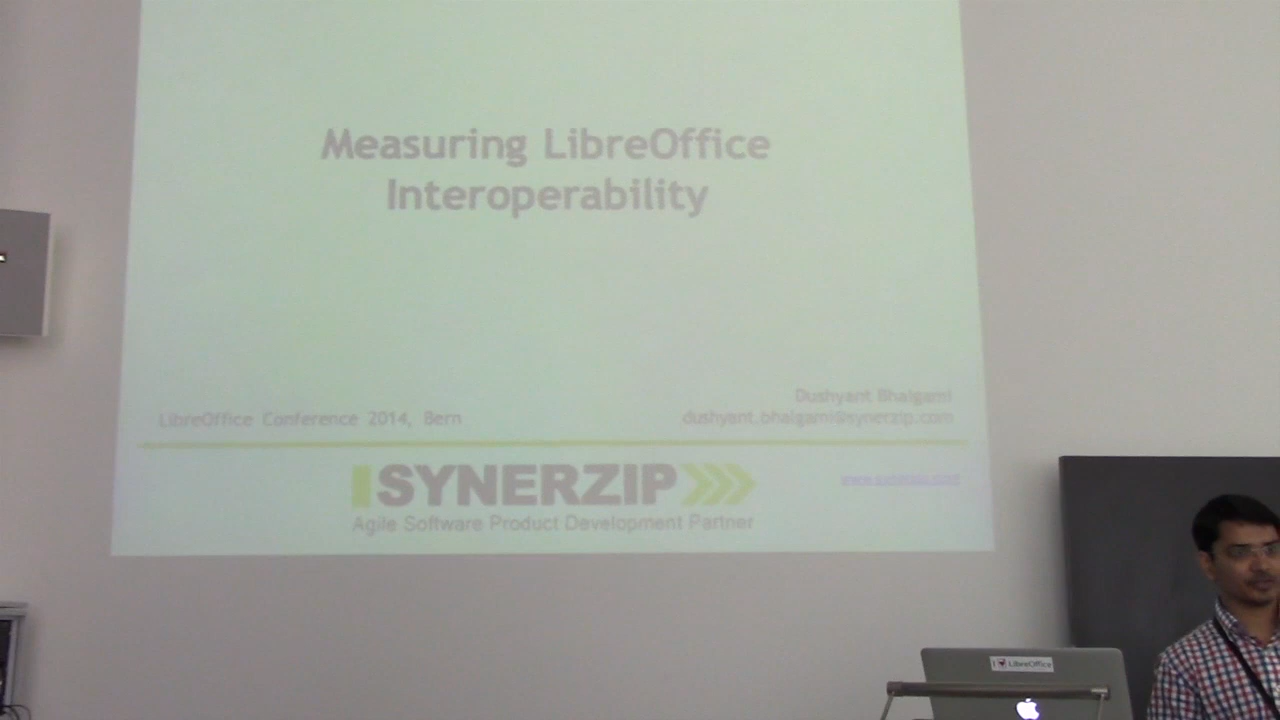 Measuring LibreOffice
Interoperability
Dushyant Bhalgami
LibreOffice Conference 2014, Bern
dushyant.bhalgami@synerzip.com
SYNERZIP
Agile Software Product Development Partner
I LibreOffice